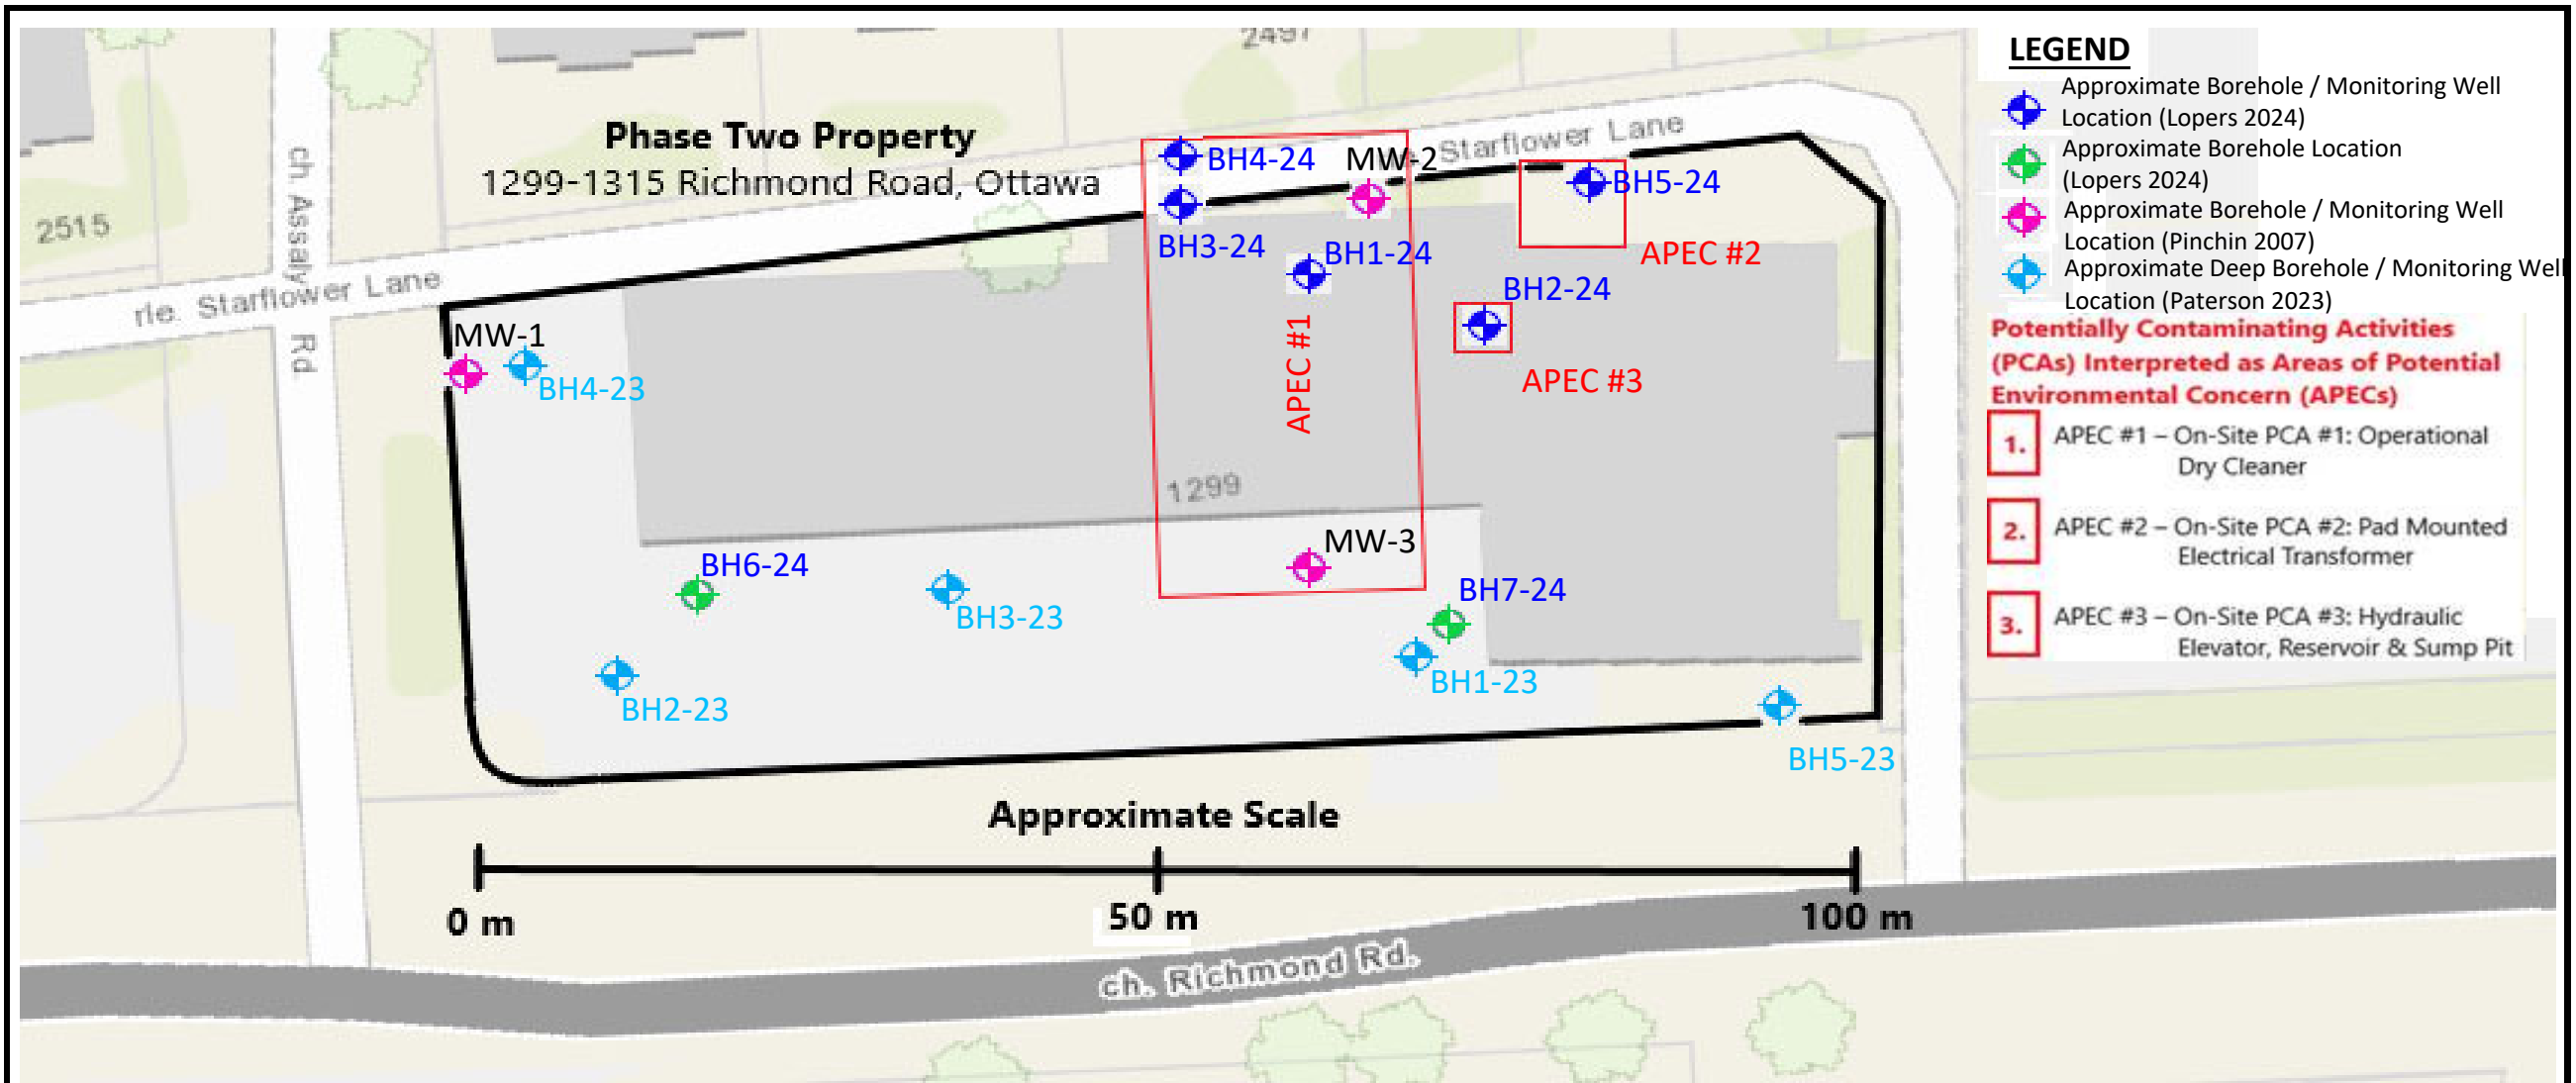 2497
LEGEND
Approximate Borehole / Monitoring Well
Location (Lopers 2024)
Approximate Borehole Location
(Lopers 2024)
Approximate Borehole / Monitoring Well
Location (Pinchin 2007)
Approximate Deep Borehole / Monitoring Well
Location (Paterson 2023)
Potentially Contaminating Activities
(PCAs) Interpreted as Areas of Potential
Environmental Concern (APECs)
1.
APEC #1 – On-Site PCA #1: Operational
Dry Cleaner
2.
APEC #2 – On-Site PCA #2: Pad Mounted
Electrical Transformer
3.
APEC #3 – On-Site PCA #3: Hydraulic
Elevator, Reservoir & Sump Pit
Phase Two Property
1299-1315 Richmond Road, Ottawa
Starflower Lane
BH4-24
MW-2
BH5-24
2515
ch. Assaly Rd.
BH3-24
BH1-24
APEC #2
BH2-24
rle. Starflower Lane
MW-1
BH4-23
APEC #1
APEC #3
1299
MW-3
BH6-24
BH3-23
BH7-24
BH2-23
BH1-23
BH5-23
Approximate Scale
0 m
50 m
100 m
ch. Richmond Rd.